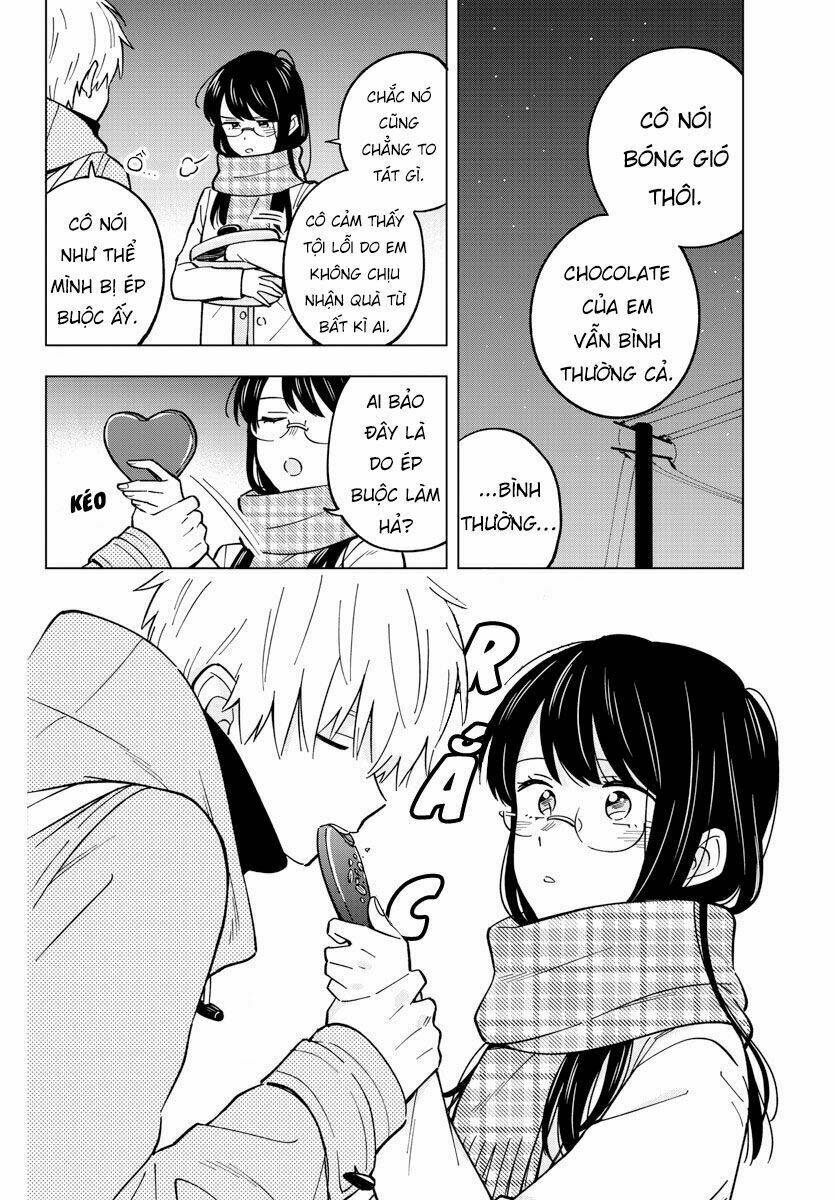 CÔ NÓI
BÓNG GIÓ
THÔI.
CHOCOLATE
CỦA EM
VẪN BÌNH
THƯỜNG CẢ.
...BÌNH
THƯỜNG...
CHẮC NÓ
CŨNG
CHẲNG TO
TÁT GÌ.
CÔ CẢM THẤY
TỘI LỖI DO EM
KHÔNG CHỊU
NHẬN QUÀ TỪ
BẤT KÌ AI.
CÔ NÓI
NHƯ THỂ
MÌNH BỊ ÉP
BUỘC ẤY.
AI BẢO
ĐÂY LÀ
DO ÉP
BUỘC LÀM
HẢ?
KÉO
RẮC